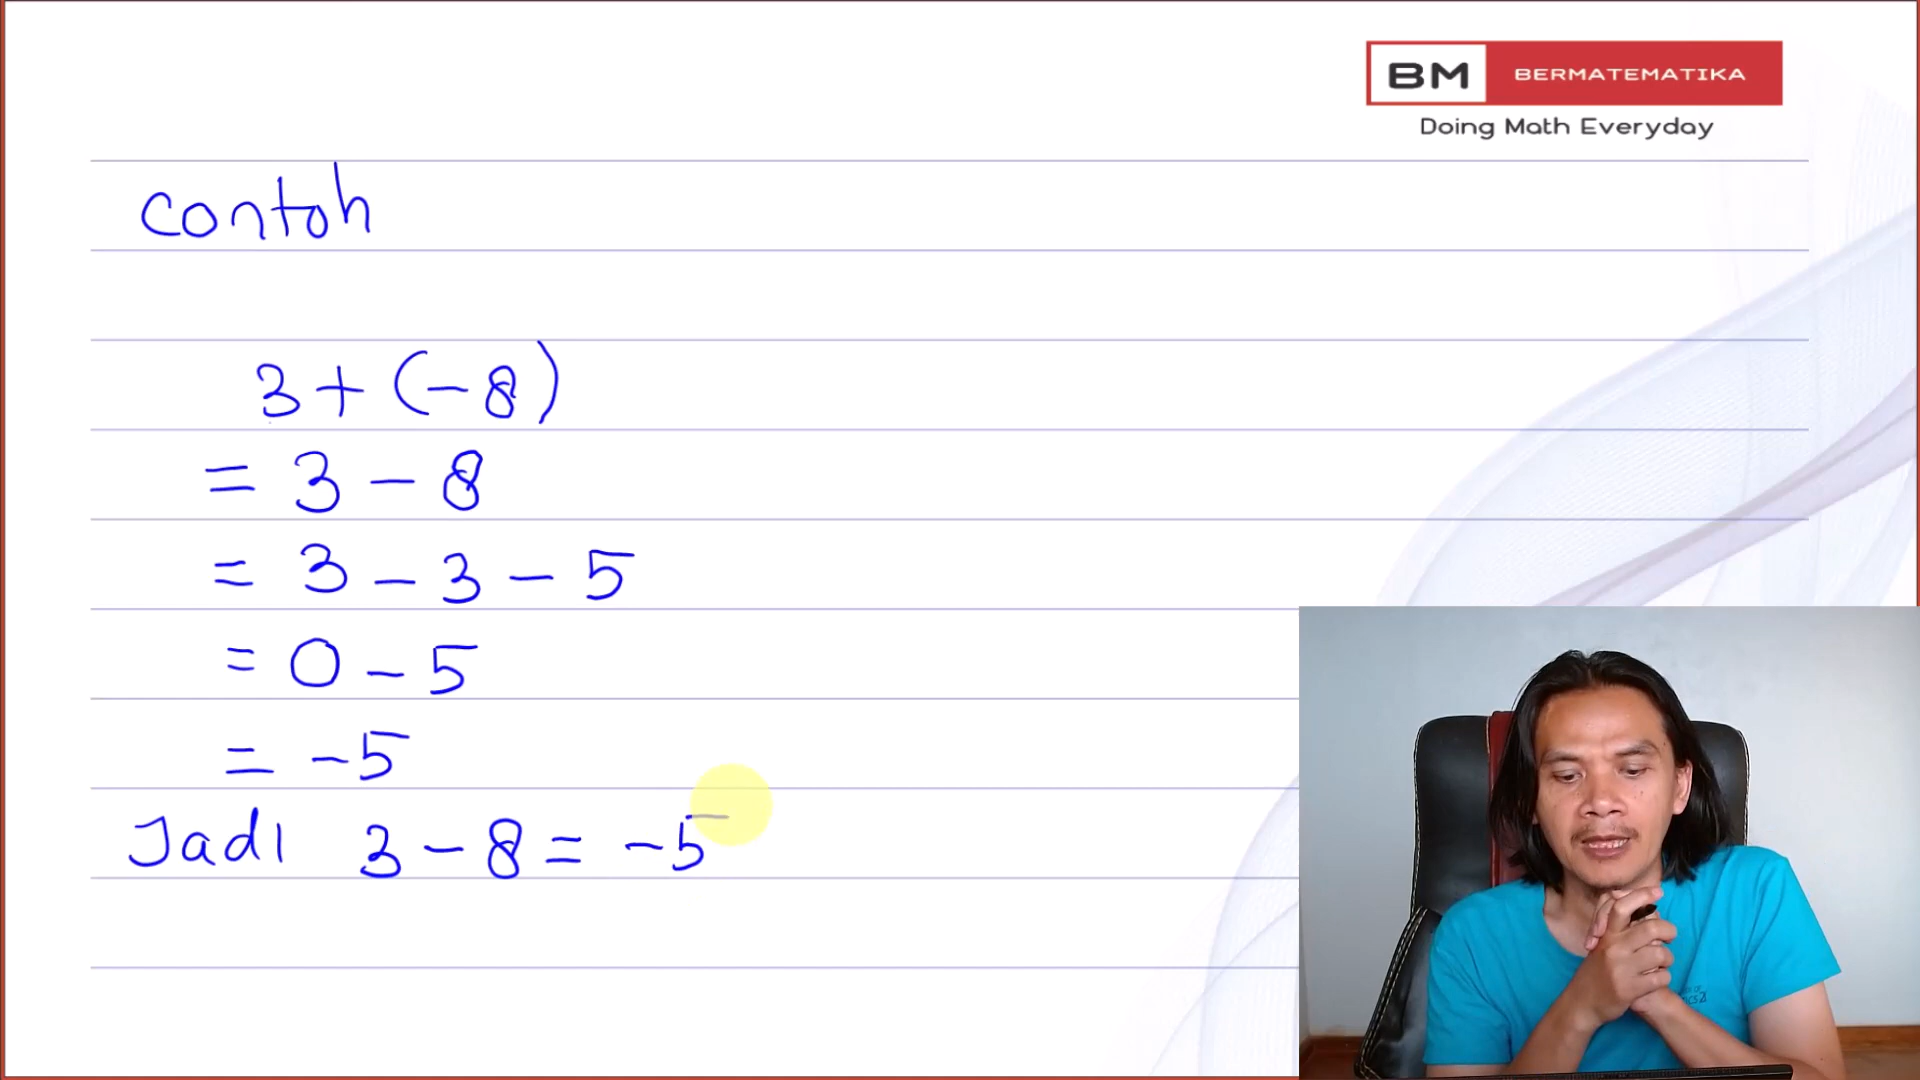 BM BERMATEMATIKA
Doing Math Everyday
Contoh
3 + (-8)
= 3 - 8
= 3 - 3 - 5
= 0 - 5
= -5
Jadi 3 - 8 = -5